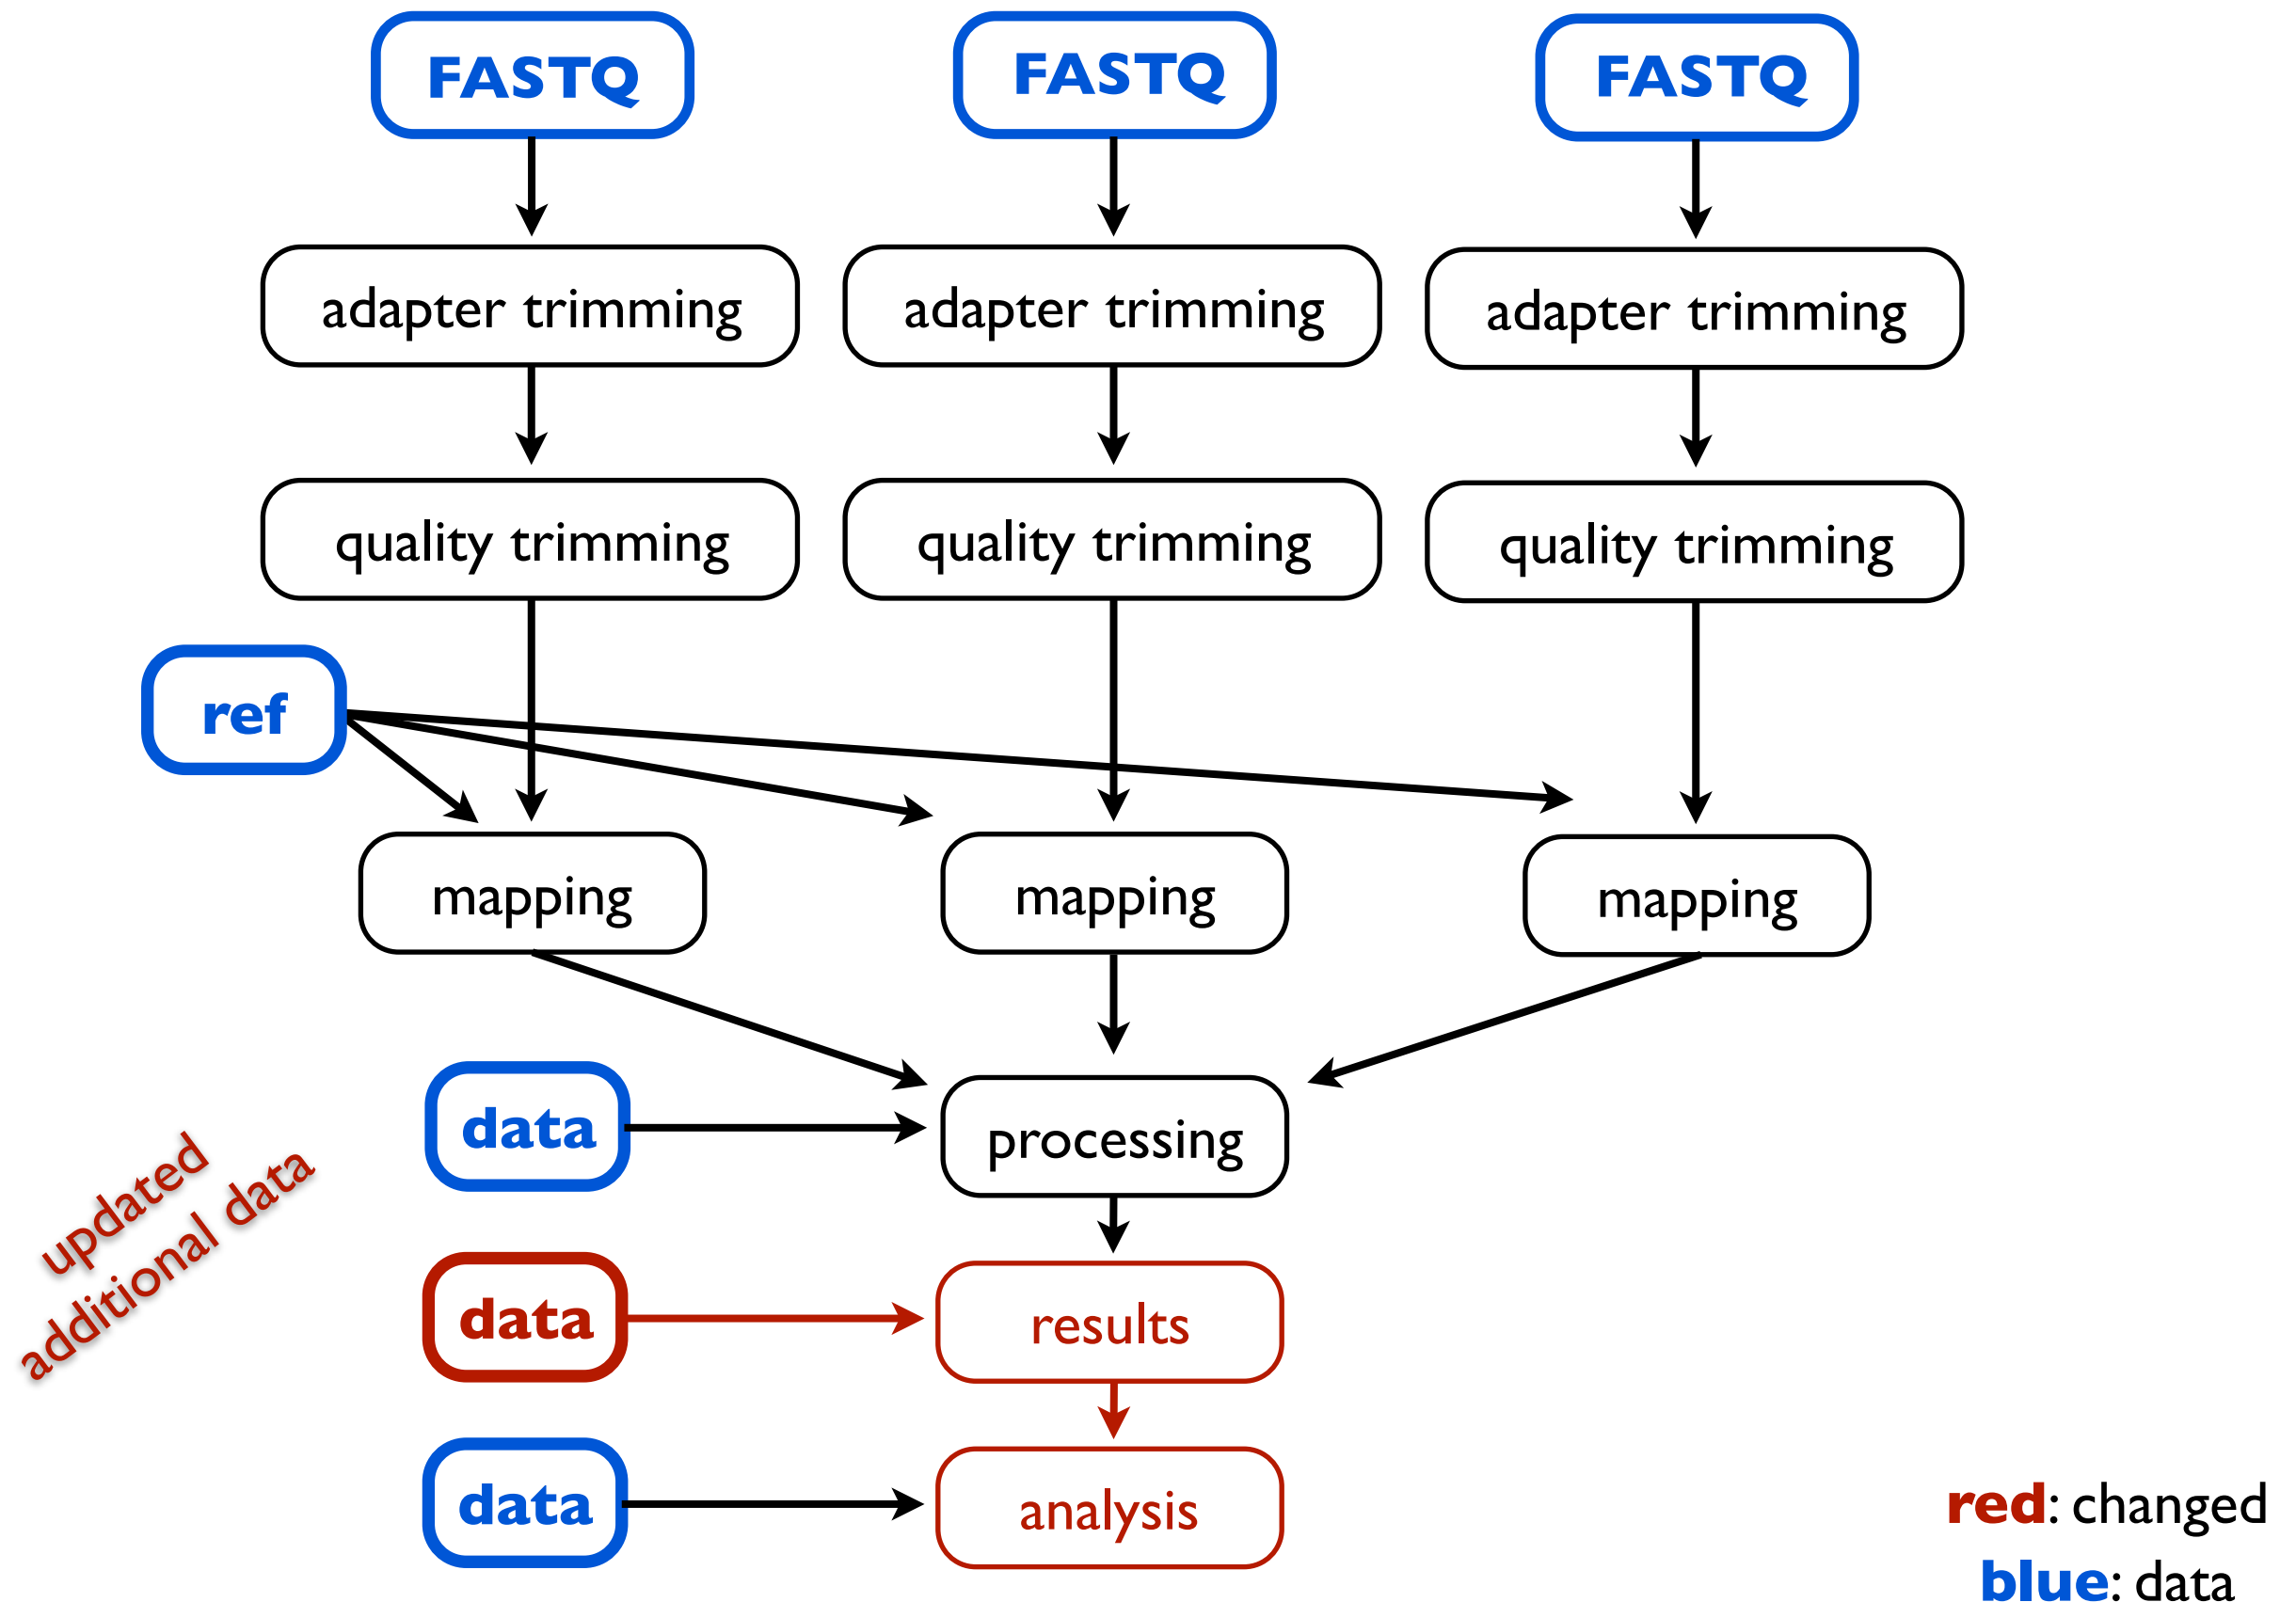 FASTQ
FASTQ
FASTQ
adapter trimming
adapter trimming
adapter trimming
quality trimming
quality trimming
quality trimming
ref
mapping
mapping
mapping
data
processing
updated
additional data
data
results
data
analysis
red: changed
blue: data